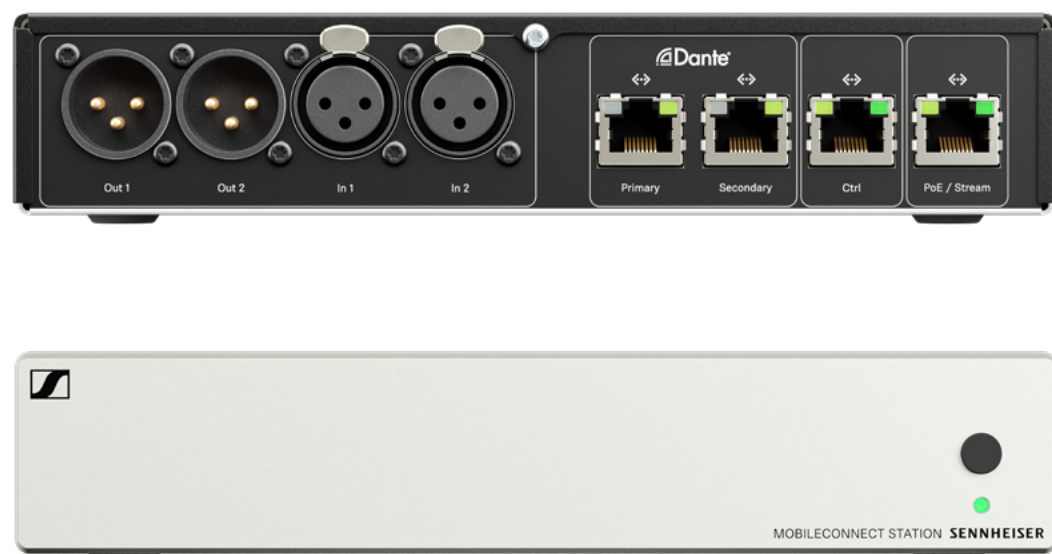 Dante®
Out 1 Out 2 In 1 In 2 Primary Secondary Ctrl PoE / Stream
MOBILECONNECT STATION SENNHEISER